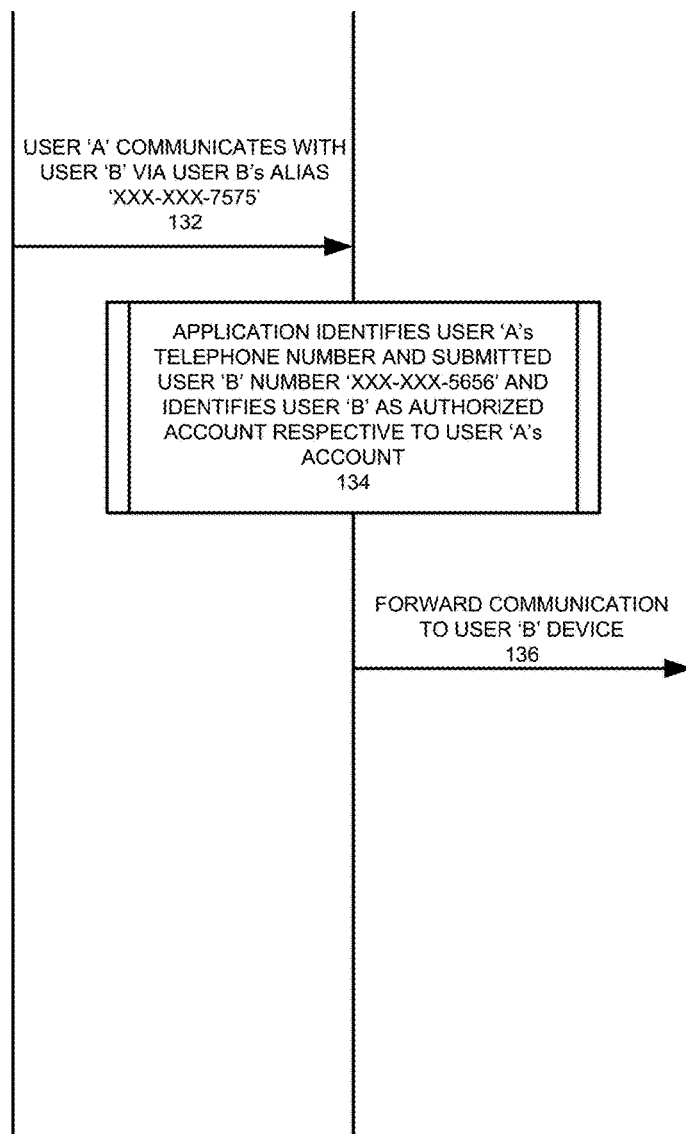 USER ‘A’ COMMUNICATES WITH
USER ‘B’ VIA USER B's ALIAS
‘XXX-XXX-7575’
132
APPLICATION IDENTIFIES USER ‘A’s
TELEPHONE NUMBER AND SUBMITTED
USER ‘B’ NUMBER ‘XXX-XXX-5656’ AND
IDENTIFIES USER ‘B’ AS AUTHORIZED
ACCOUNT RESPECTIVE TO USER ‘A’s
ACCOUNT
134
FORWARD COMMUNICATION
TO USER ‘B’ DEVICE
136